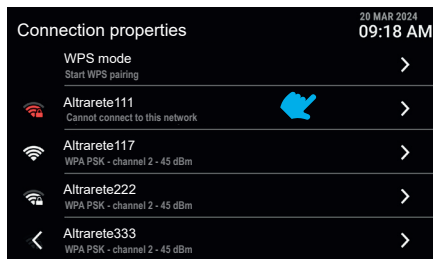 20 MAR 2024
Connection properties
09:18 AM
WPS mode
Start WPS pairing
Altrarete111
Cannot connect to this network
Altrarete117
WPA PSK - channel 2 - 45 dBm
Altrarete222
WPA PSK - channel 2 - 45 dBm
Altrarete333
WPA PSK - channel 2 - 45 dBm